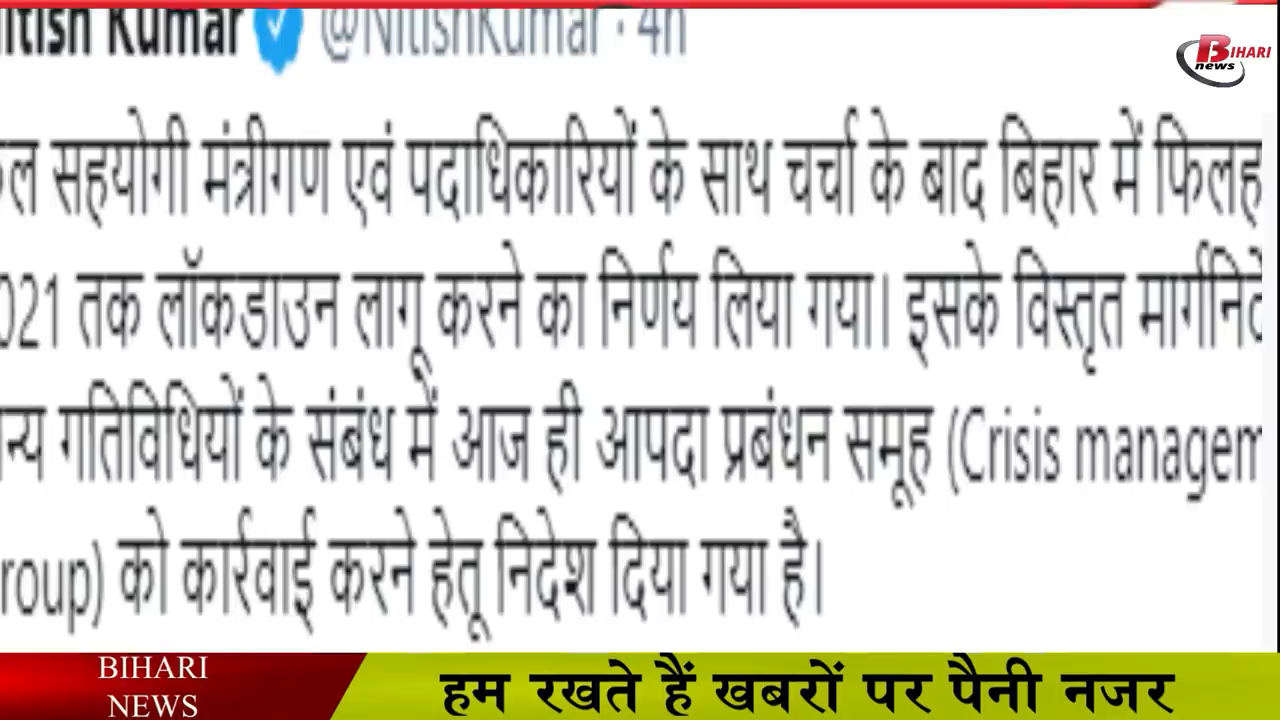 itish Kumar @NitishKumar · 4h
BIHARI
news
ल सहयोगी मंत्रीगण एवं पदाधिकारियों के साथ चर्चा के बाद बिहार में फिलह
021 तक लॉकडाउन लागू करने का निर्णय लिया गया। इसके विस्तृत मार्गनिर्दे
न्य गतिविधियों के संबंध में आज ही आपदा प्रबंधन समूह (Crisis managem
roup) को कार्रवाई करने हेतू निदेश दिया गया है।
BIHARI
NEWS
हम रखते हैं खबरों पर पैनी नजर